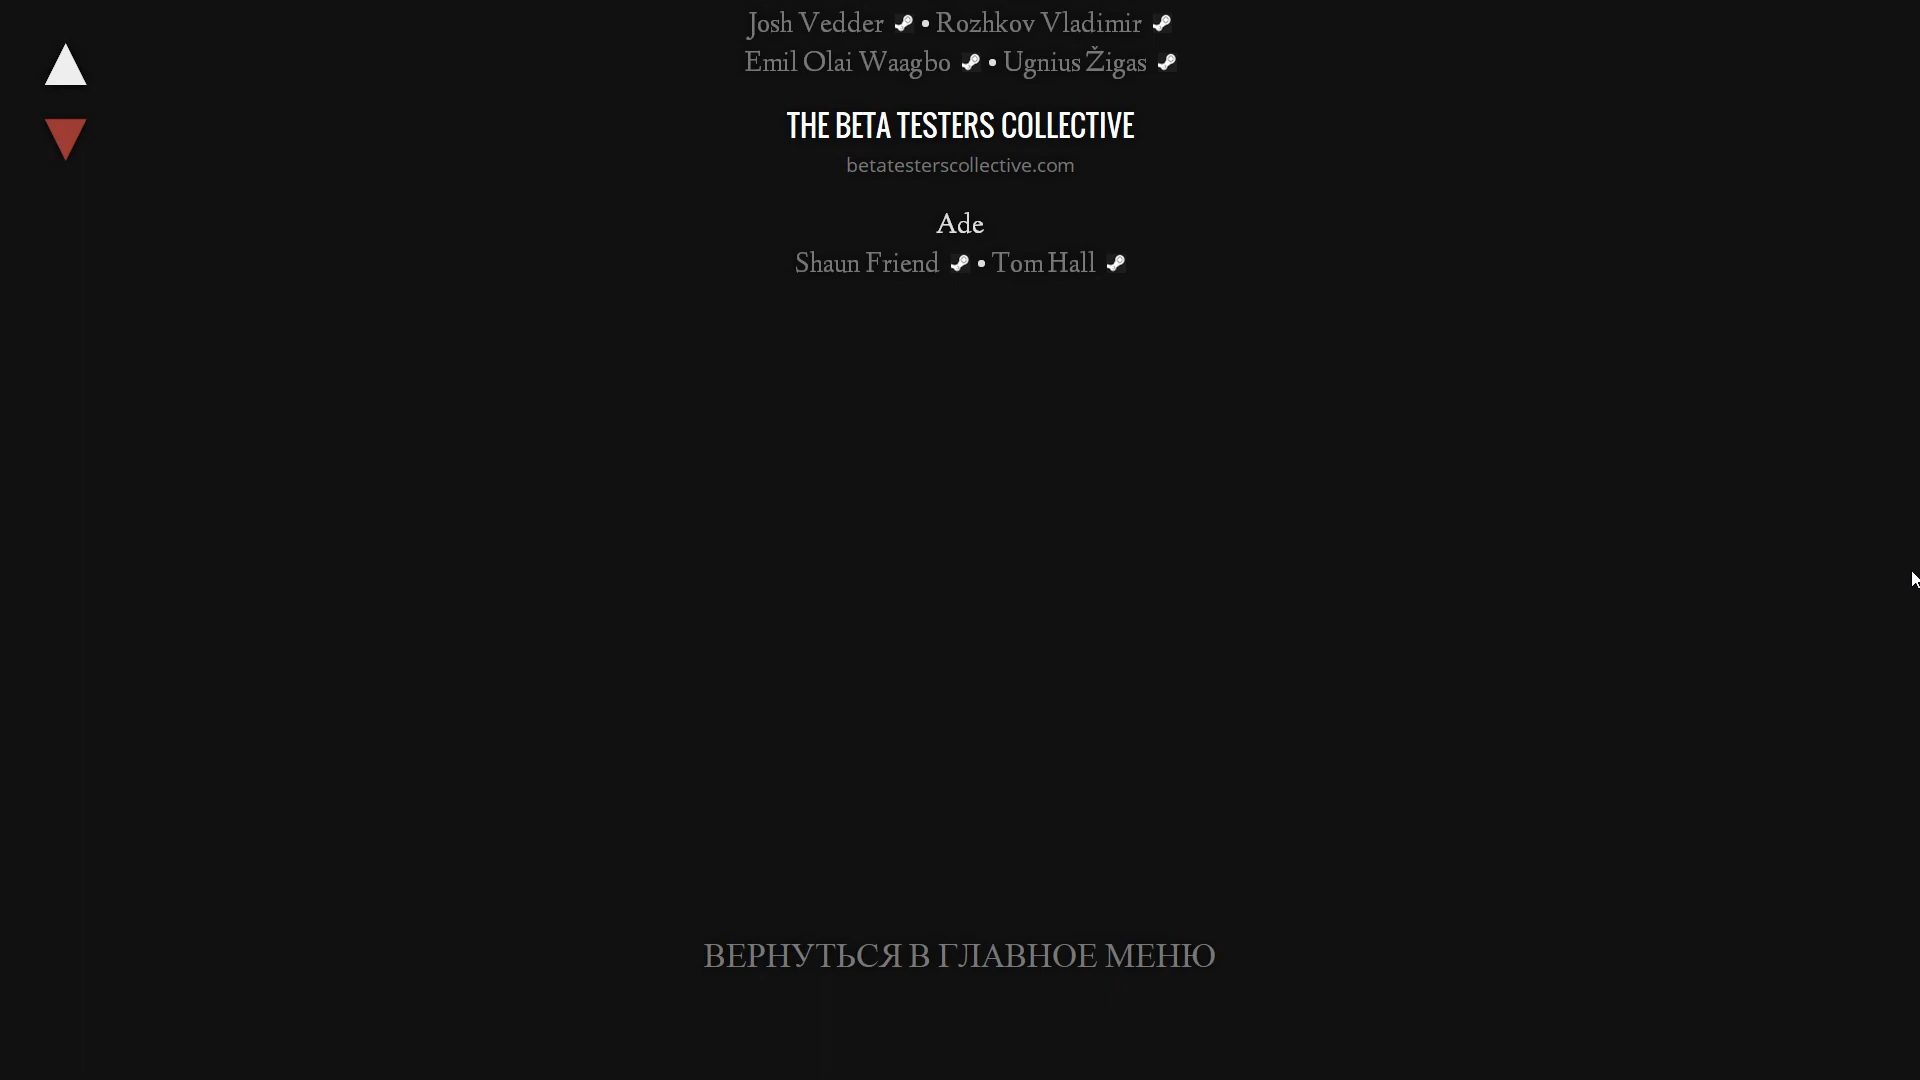 Josh Vedder • Rozhkov Vladimir
Emil Olai Waagbo • Ugnius Žigas
THE BETA TESTERS COLLECTIVE
betatesterscollective.com
Ade
Shaun Friend • Tom Hall
ВЕРНУТЬСЯ В ГЛАВНОЕ МЕНЮ